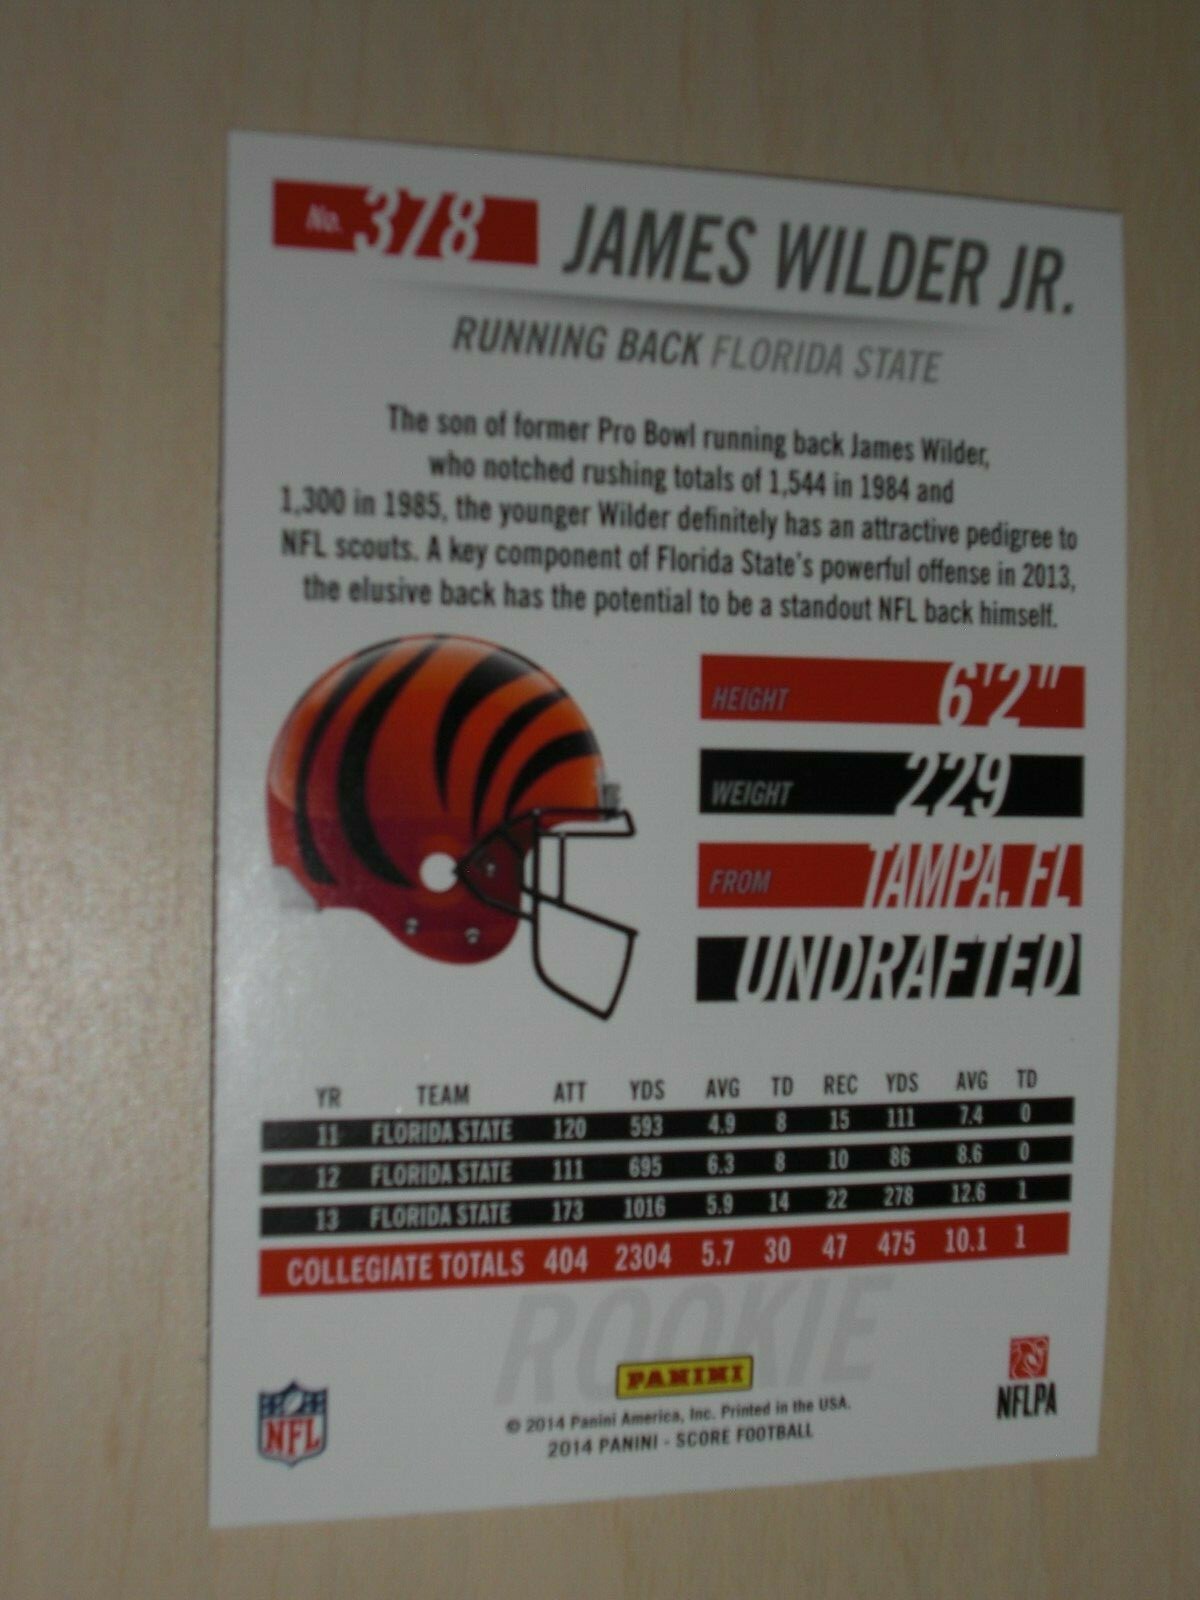 No. 378 JAMES WILDER JR.
RUNNING BACK FLORIDA STATE
The son of former Pro Bowl running back James Wilder,
who notched rushing totals of 1,544 in 1984 and
1,300 in 1985, the younger Wilder definitely has an attractive pedigree to
NFL scouts. A key component of Florida State's powerful offense in 2013,
the elusive back has the potential to be a standout NFL back himself.
HEIGHT 6'2"
WEIGHT 229
FROM TAMPA, FL
UNDRAFTED
YR TEAM ATT YDS AVG TD REC YDS AVG TD
11 FLORIDA STATE 120 593 4.9 8 15 111 7.4 0
12 FLORIDA STATE 111 695 6.3 8 10 86 8.6 0
13 FLORIDA STATE 173 1016 5.9 14 22 278 12.6 1
COLLEGIATE TOTALS 404 2304 5.7 30 47 475 10.1 1
ROOKIE
PANINI
NFL
© 2014 Panini America, Inc. Printed in the USA.
2014 PANINI - SCORE FOOTBALL
NFLPA